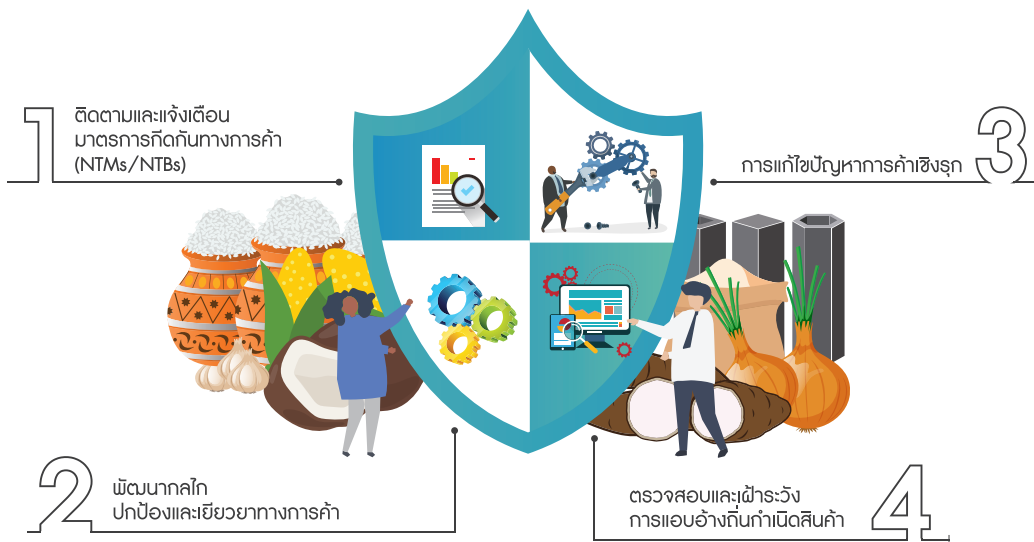 1
ติดตามและแจ้งเตือน
มาตรการกีดกันทางการค้า
(NTMs/NTBs)
2
พัฒนากลไก
ปกป้องและเยียวยาทางการค้า
3
การแก้ไขปัญหาการค้าเชิงรุก
4
ตรวจสอบและเฝ้าระวัง
การแอบอ้างถิ่นกำเนิดสินค้า